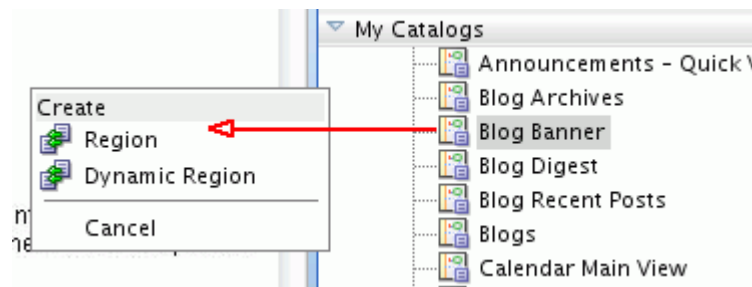 My Catalogs
Announcements - Quick
Blog Archives
Blog Banner
Blog Digest
Blog Recent Posts
Blogs
Calendar Main View
Create
Region
Dynamic Region
Cancel